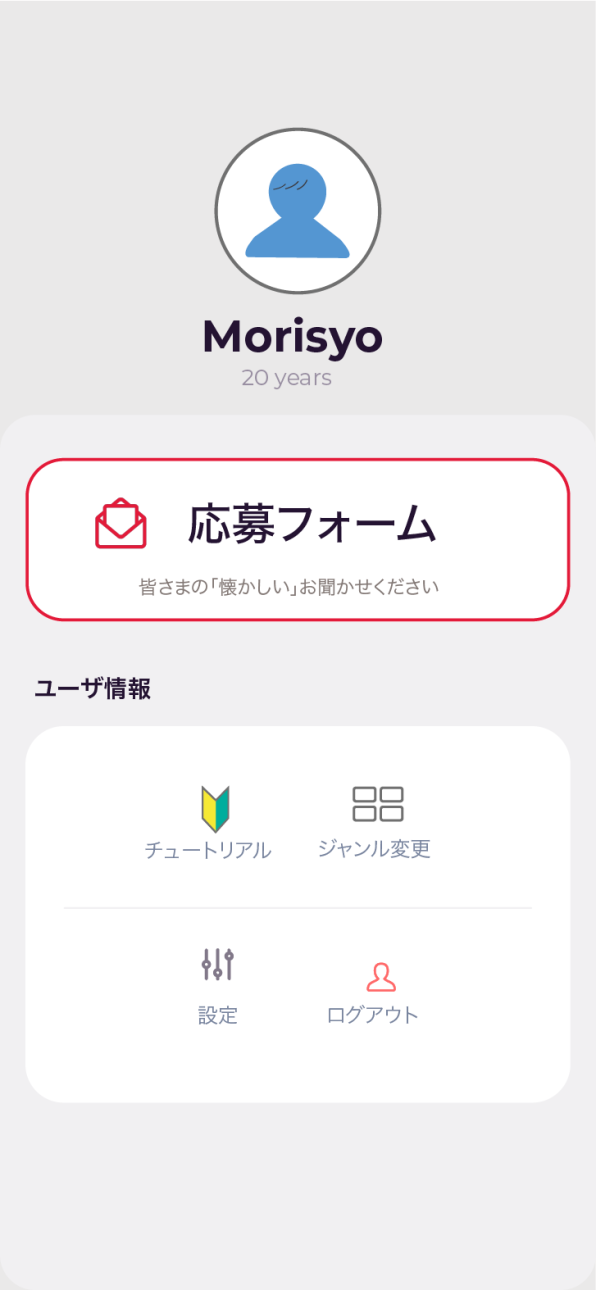 Morisyo
20 years
応募フォーム
皆さまの「懐かしい」お聞かせください
ユーザ情報
チュートリアル ジャンル変更
設定 ログアウト